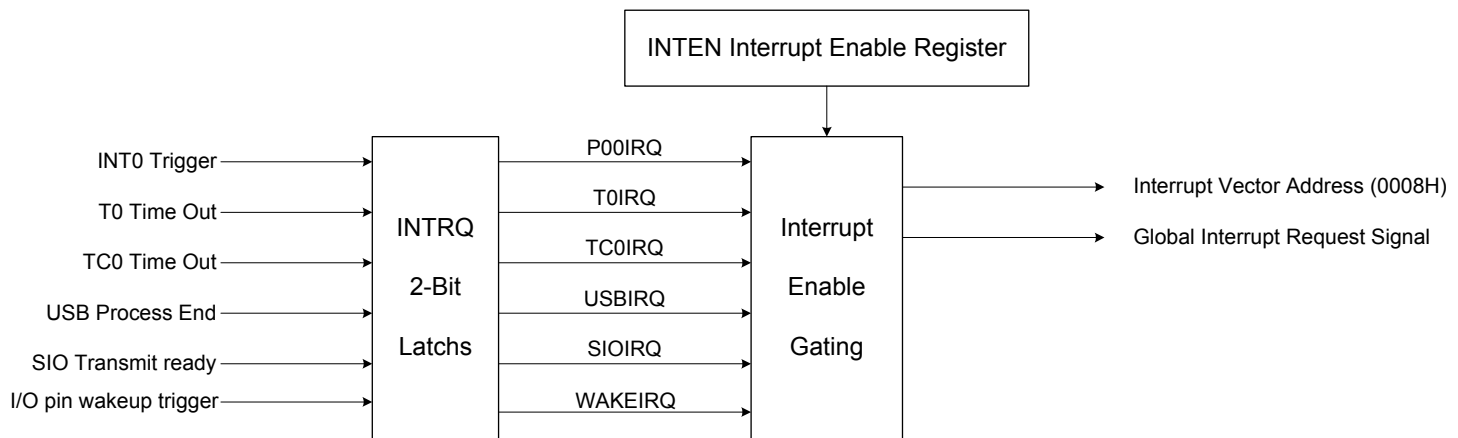 INTEN Interrupt Enable Register
INT0 Trigger
T0 Time Out
TC0 Time Out
USB Process End
SIO Transmit ready
I/O pin wakeup trigger
INTRQ
2-Bit
Latchs
P00IRQ
T0IRQ
TC0IRQ
USBIRQ
SIOIRQ
WAKEIRQ
Interrupt
Enable
Gating
Interrupt Vector Address (0008H)
Global Interrupt Request Signal